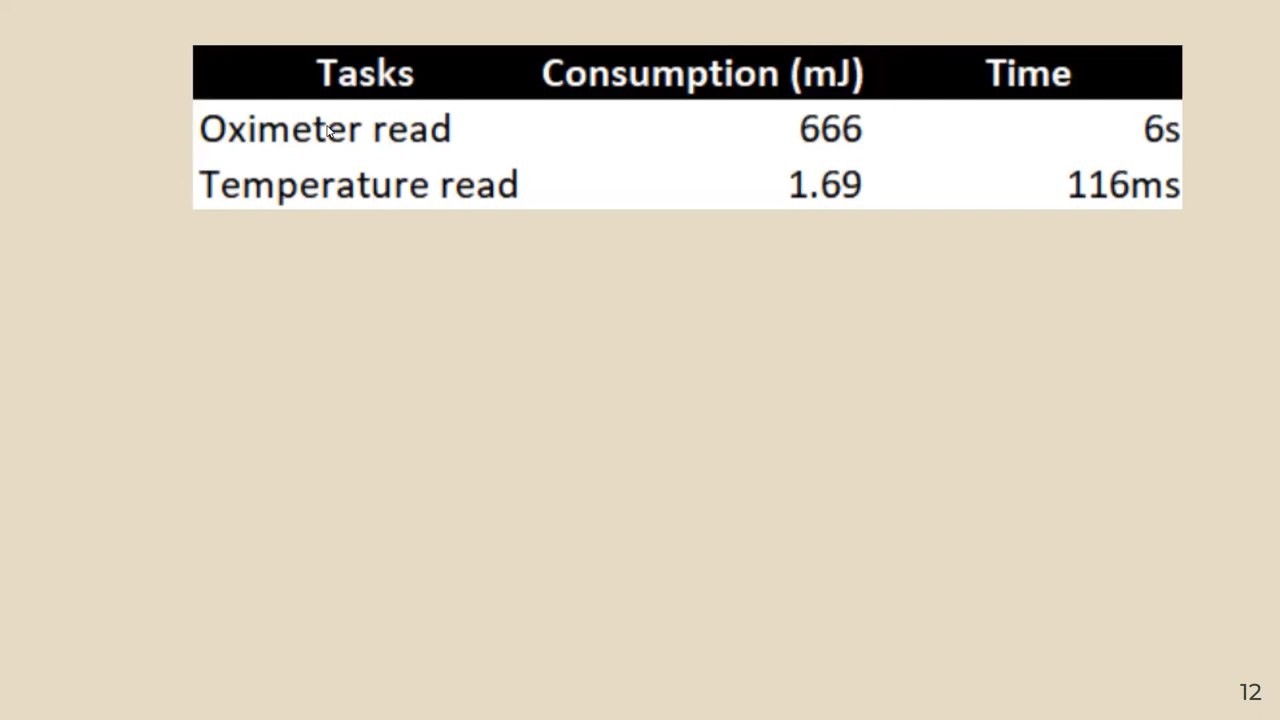 Tasks Consumption (mJ) Time
Oximeter read 666 6s
Temperature read 1.69 116ms
12